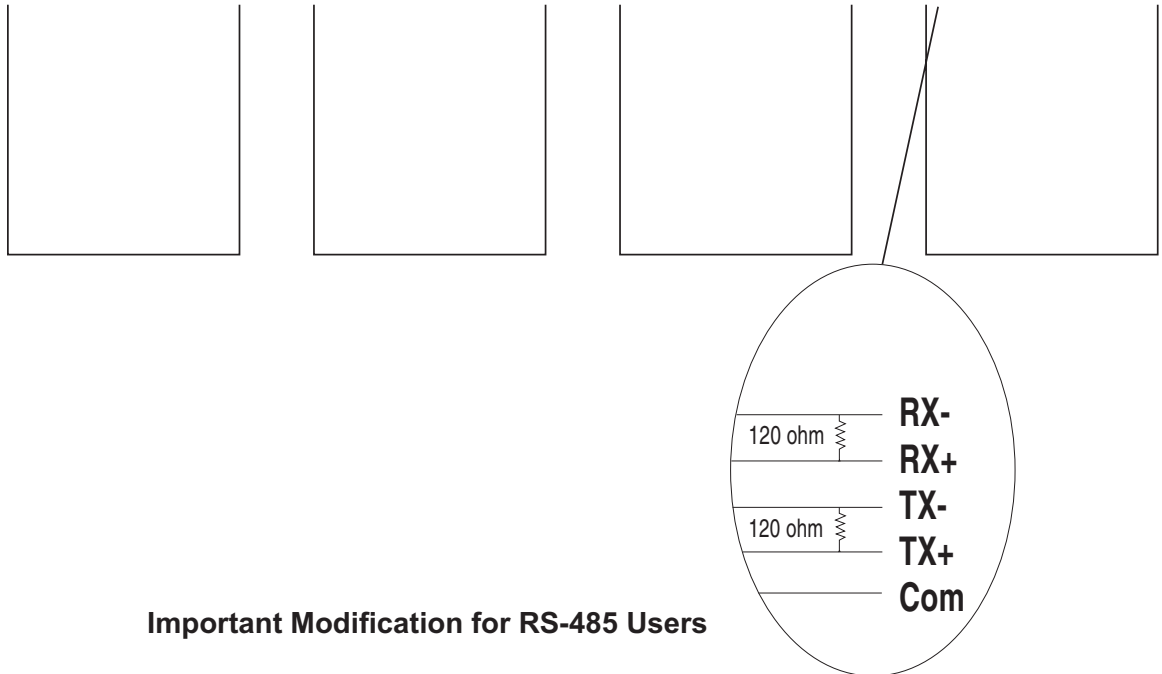 RX-
120 ohm
RX+
TX-
120 ohm
TX+
Com
Important Modification for RS-485 Users